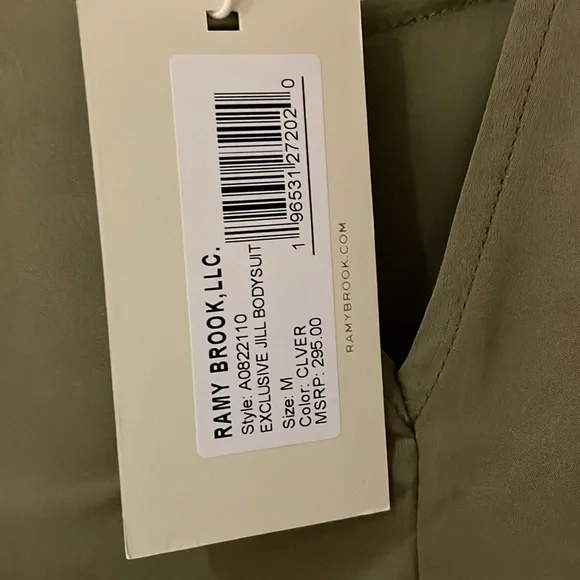 RAMY BROOK,LLC.
Style: A0822110
EXCLUSIVE JILL BODYSUIT
Size: M
Color: CLVER
MSRP: 295.00
1 96531 27202 0
RAMYBROOK.COM